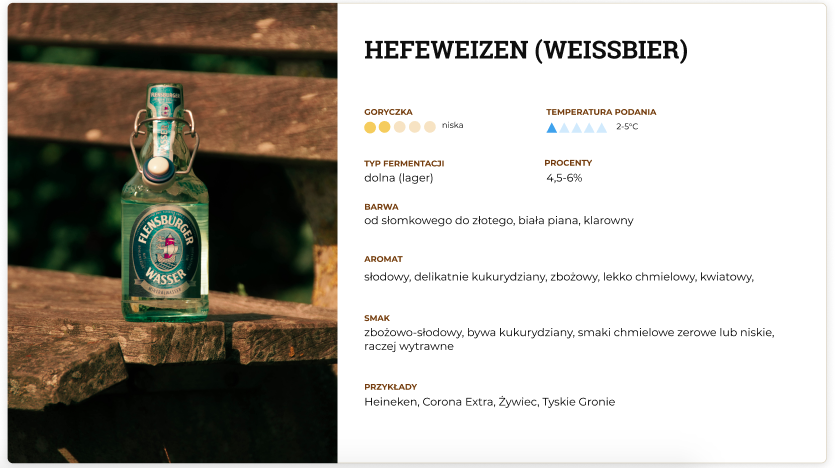 HEFEWEIZEN (WEISSBIER)
GORYCZKA
niska
TEMPERATURA PODANIA
2-5°C
TYP FERMENTACJI
dolna (lager)
PROCENTY
4,5-6%
BARWA
od słomkowego do złotego, biała piana, klarowny
AROMAT
słodowy, delikatnie kukurydziany, zbożowy, lekko chmielowy, kwiatowy,
SMAK
zbożowo-słodowy, bywa kukurydziany, smaki chmielowe zerowe lub niskie,
raczej wytrawne
PRZYKŁADY
Heineken, Corona Extra, Żywiec, Tyskie Gronie
FLENSBURGER
FLENSBURGER
WASSER